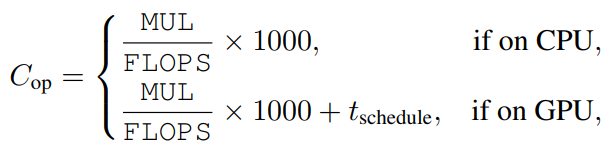 C_op = { MUL / FLOPS × 1000, if on CPU,
MUL / FLOPS × 1000 + t_schedule, if on GPU,